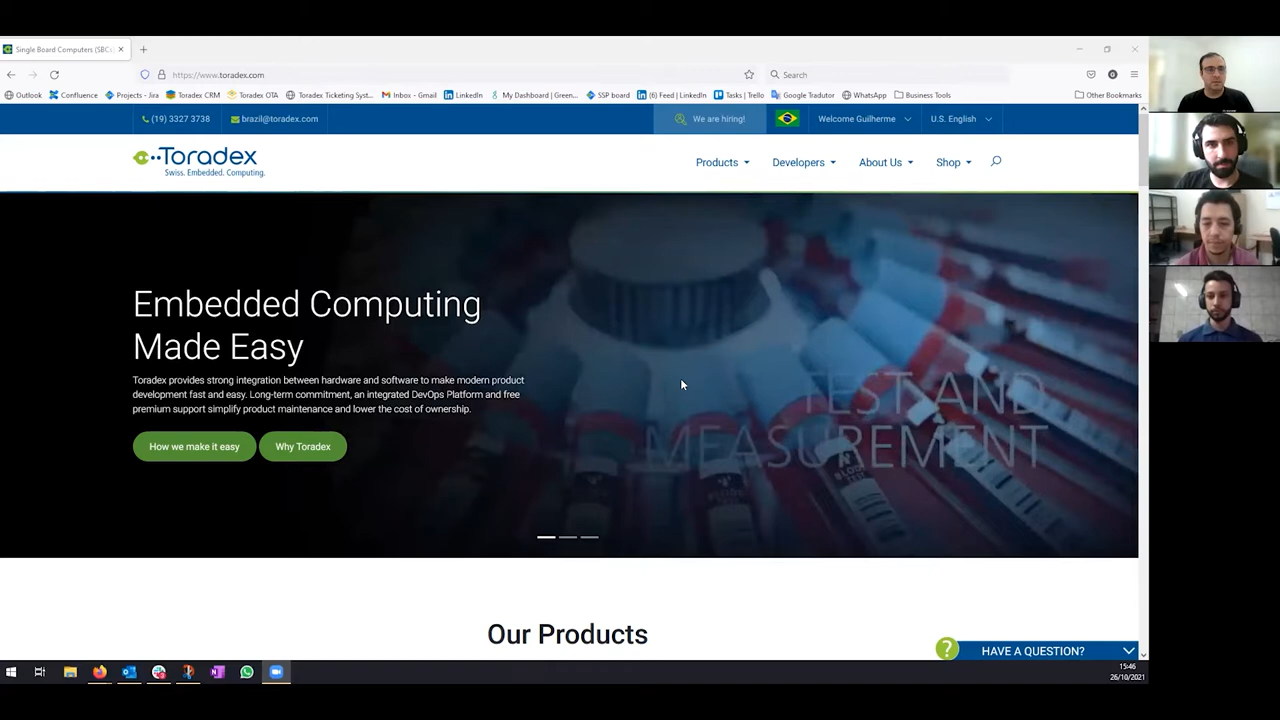 Single Board Computers (SBCs)
https://www.toradex.com
Search
Outlook
Confluence
Projects - Jira
Toradex CRM
Toradex OTA
Toradex Ticketing Syst...
Inbox - Gmail
LinkedIn
My Dashboard | Green...
SSP board
(6) Feed | LinkedIn
Tasks | Trello
Google Tradutor
WhatsApp
Business Tools
Other Bookmarks
(19) 3327 3738
brazil@toradex.com
We are hiring!
Welcome Guilherme
U.S. English
Toradex
Swiss. Embedded. Computing.
Products
Developers
About Us
Shop
Embedded Computing
Made Easy
Toradex provides strong integration between hardware and software to make modern product
development fast and easy. Long-term commitment, an integrated DevOps Platform and free
premium support simplify product maintenance and lower the cost of ownership.
How we make it easy
Why Toradex
TEST AND
MEASUREMENT
Our Products
? HAVE A QUESTION?
15:46
26/10/2021